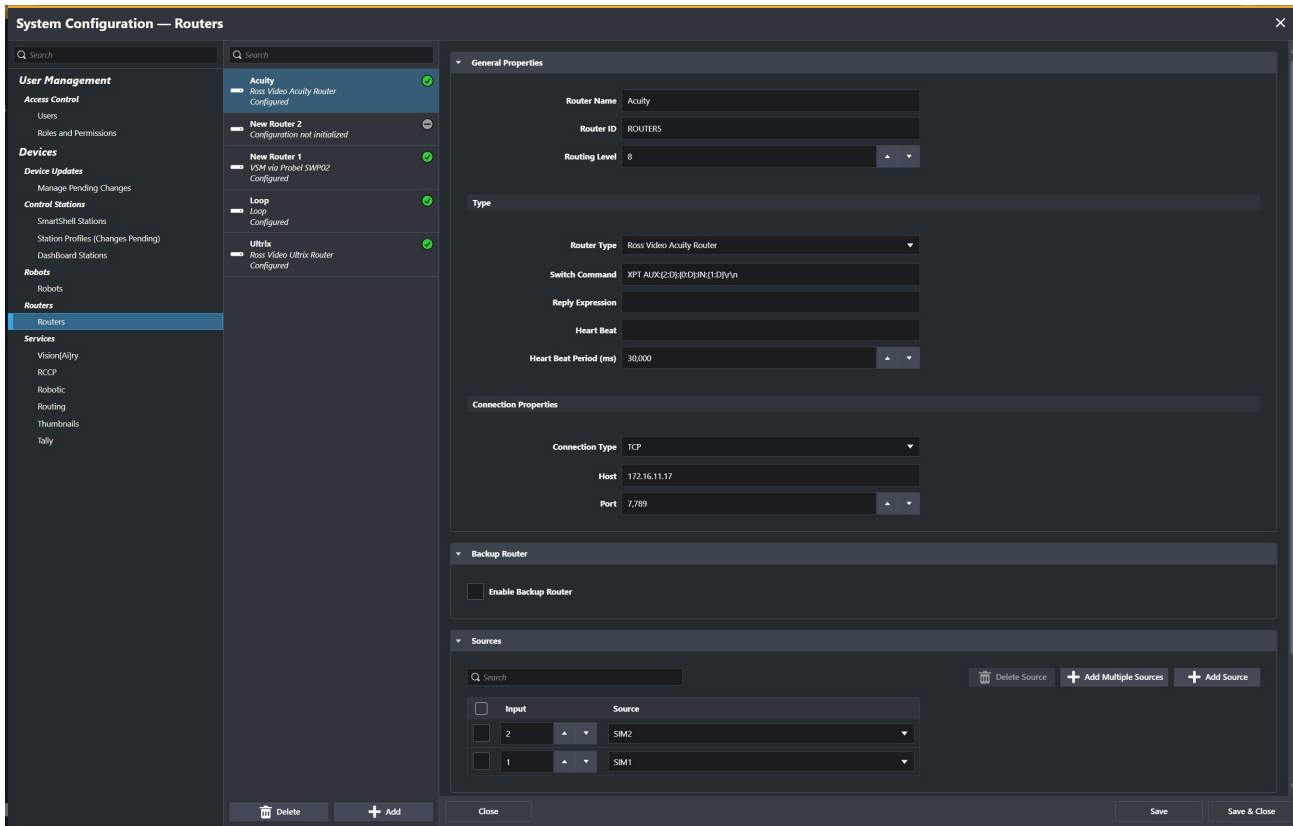 System Configuration — Routers
Search
User Management
Access Control
Users
Roles and Permissions
Devices
Device Updates
Manage Pending Changes
Control Stations
SmartShell Stations
Station Profiles (Changes Pending)
DashBoard Stations
Robots
Robots
Routers
Routers
Services
Vision[Ai]ry
RCCP
Robotic
Routing
Thumbnails
Tally
Search
Acuity
Ross Video Acuity Router
Configured
New Router 2
Configuration not initialized
New Router 1
VSM via Probel SWP02
Configured
Loop
Loop
Configured
Ultrix
Ross Video Ultrix Router
Configured
Delete Add
General Properties
Router Name Acuity
Router ID ROUTER5
Routing Level 8
Type
Router Type Ross Video Acuity Router
Switch Command XPT AUX:{2:D}:{0:D}:IN:{1:D}\r\n
Reply Expression
Heart Beat
Heart Beat Period (ms) 30,000
Connection Properties
Connection Type TCP
Host 172.16.11.17
Port 7,789
Backup Router
Enable Backup Router
Sources
Search Delete Source Add Multiple Sources Add Source
Input Source
2 SIM2
1 SIM1
Close Save Save & Close